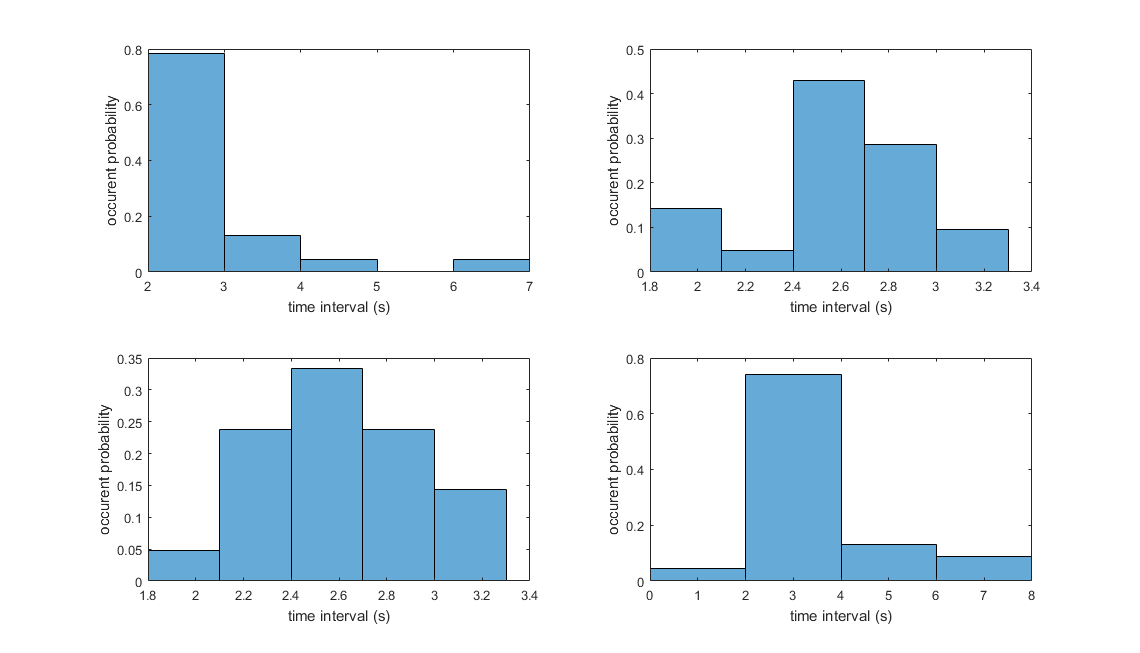 0.8
0.6
0.4
0.2
0
occurent probability
2 3 4 5 6 7
time interval (s)
0.5
0.4
0.3
0.2
0.1
0
occurent probability
1.8 2 2.2 2.4 2.6 2.8 3 3.2 3.4
time interval (s)
0.35
0.3
0.25
0.2
0.15
0.1
0.05
0
occurent probability
1.8 2 2.2 2.4 2.6 2.8 3 3.2 3.4
time interval (s)
0.8
0.6
0.4
0.2
0
occurent probability
0 1 2 3 4 5 6 7 8
time interval (s)